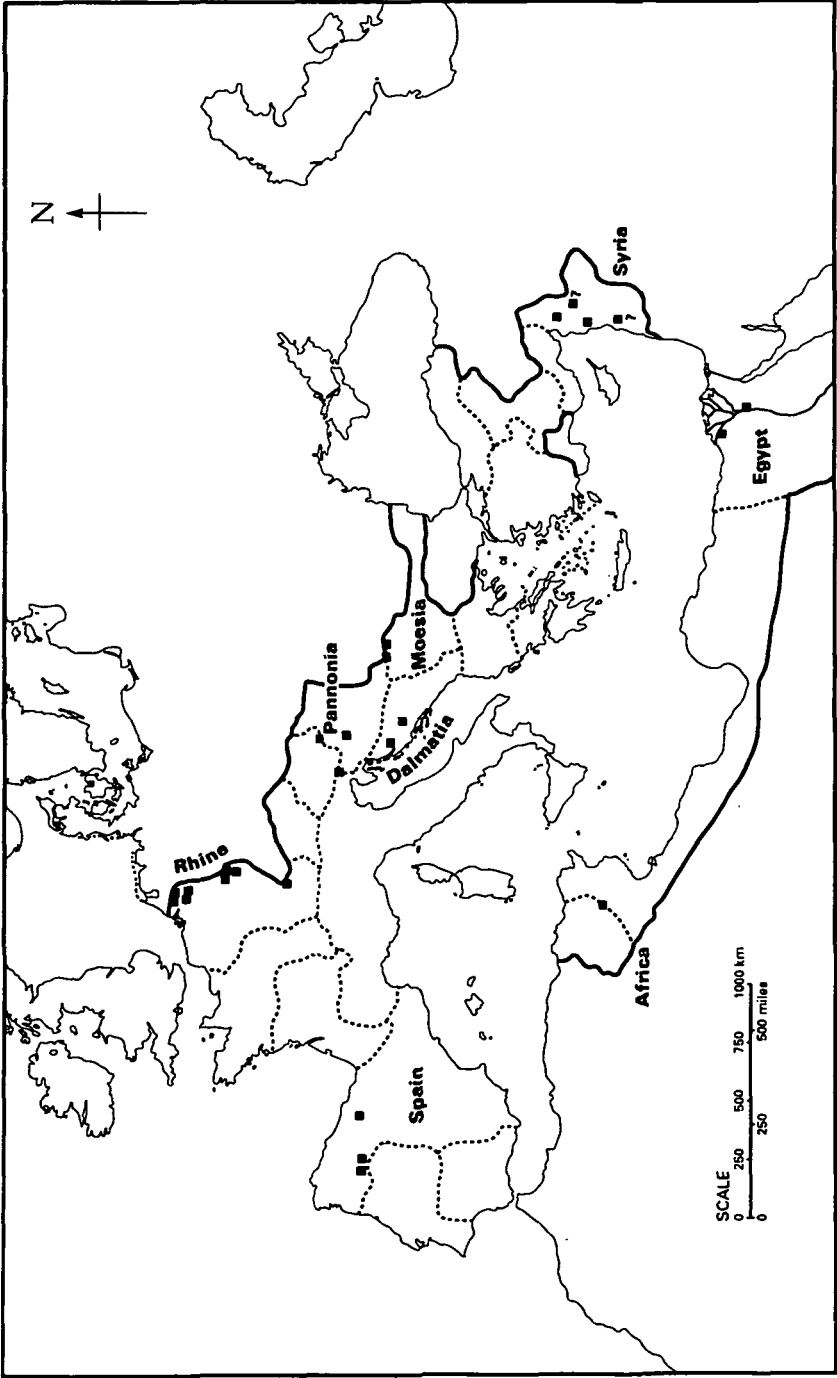 N
Rhine
Pannonia
Moesia
Dalmatia
Spain
Africa
Syria
?
?
Egypt
SCALE
0 250 500 750 1000 km
0 250 500 miles